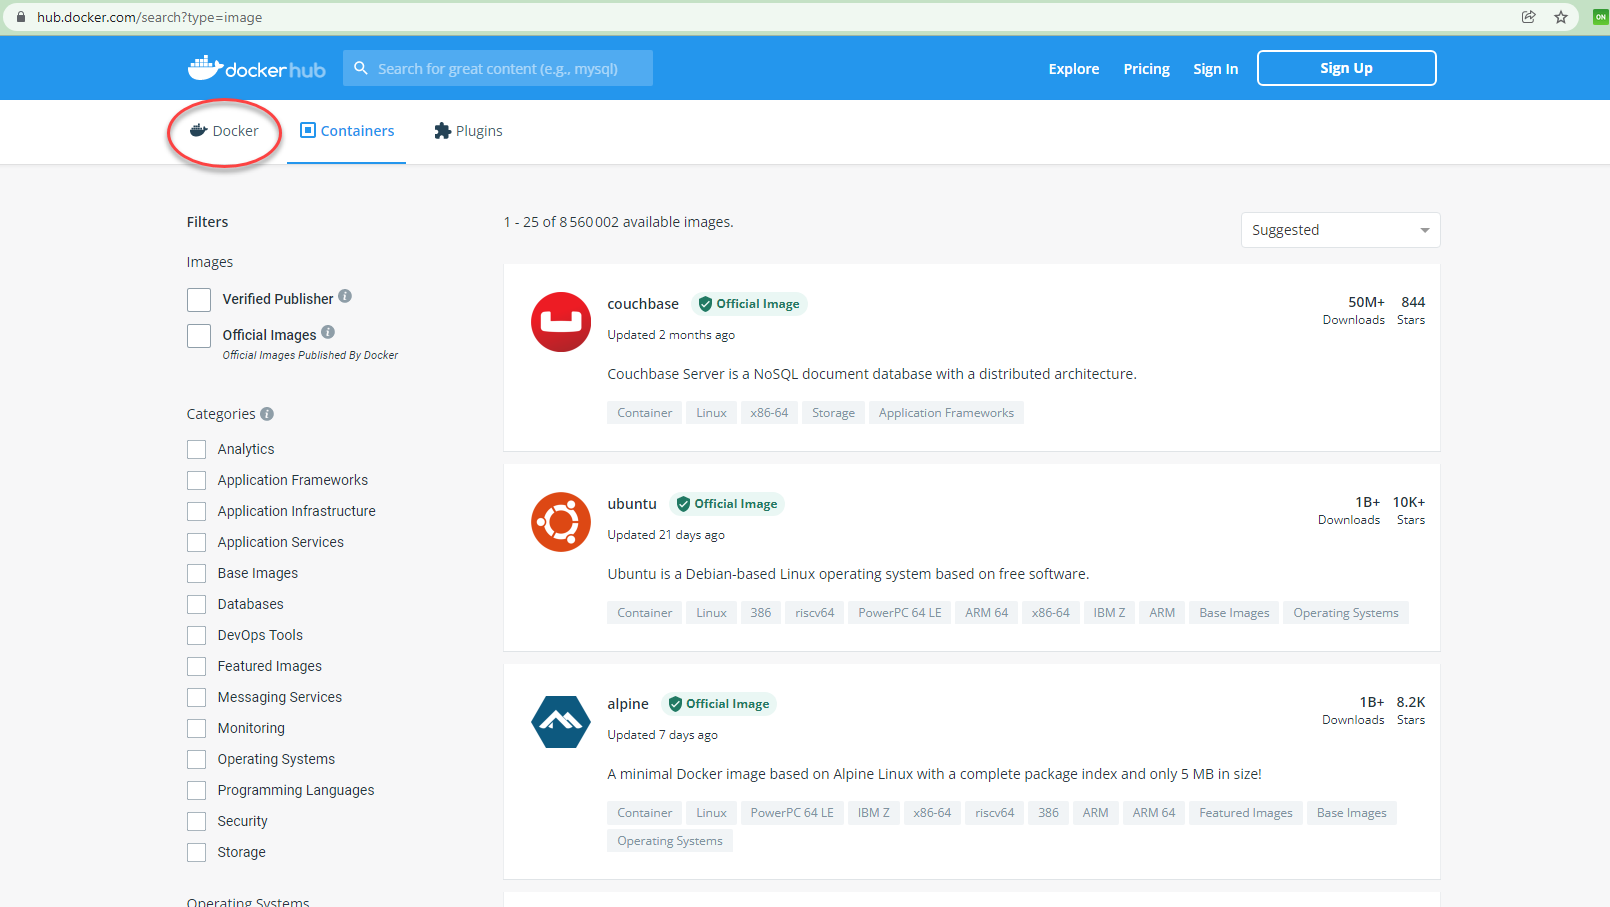 hub.docker.com/search?type=image
ON
docker hub
Search for great content (e.g., mysql)
Explore
Pricing
Sign In
Sign Up
Docker
Containers
Plugins
Filters
Images
Verified Publisher
Official Images
Official Images Published By Docker
Categories
Analytics
Application Frameworks
Application Infrastructure
Application Services
Base Images
Databases
DevOps Tools
Featured Images
Messaging Services
Monitoring
Operating Systems
Programming Languages
Security
Storage
Operating Systems
1 - 25 of 8 560 002 available images.
Suggested
couchbase Official Image
50M+ 844
Downloads Stars
Updated 2 months ago
Couchbase Server is a NoSQL document database with a distributed architecture.
Container Linux x86-64 Storage Application Frameworks
ubuntu Official Image
1B+ 10K+
Downloads Stars
Updated 21 days ago
Ubuntu is a Debian-based Linux operating system based on free software.
Container Linux 386 riscv64 PowerPC 64 LE ARM 64 x86-64 IBM Z ARM Base Images Operating Systems
alpine Official Image
1B+ 8.2K
Downloads Stars
Updated 7 days ago
A minimal Docker image based on Alpine Linux with a complete package index and only 5 MB in size!
Container Linux PowerPC 64 LE IBM Z x86-64 riscv64 386 ARM ARM 64 Featured Images Base Images
Operating Systems